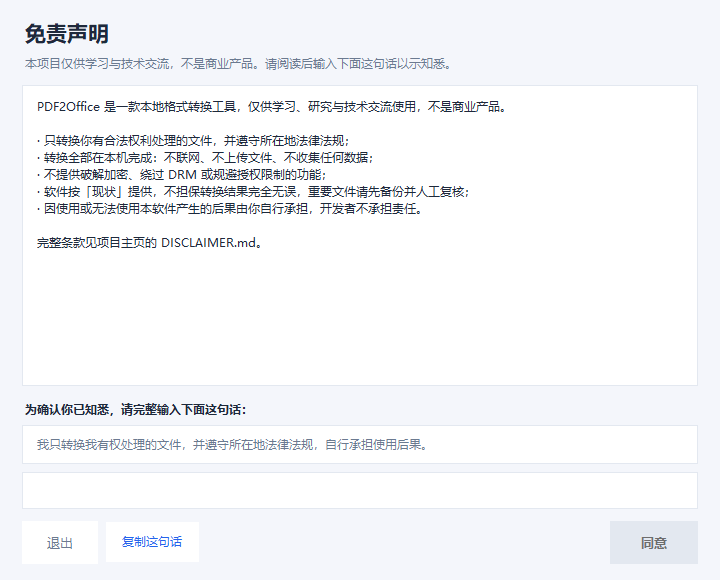 免责声明
本项目仅供学习与技术交流，不是商业产品。请阅读后输入下面这句话以示知悉。
PDF2Office 是一款本地格式转换工具，仅供学习、研究与技术交流使用，不是商业产品。
· 只转换你有合法权利处理的文件，并遵守所在地法律法规；
· 转换全部在本机完成：不联网、不上传文件、不收集任何数据；
· 不提供破解加密、绕过 DRM 或规避授权限制的功能；
· 软件按「现状」提供，不担保转换结果完全无误，重要文件请先备份并人工复核；
· 因使用或无法使用本软件产生的后果由你自行承担，开发者不承担责任。
完整条款见项目主页的 DISCLAIMER.md。
为确认你已知悉，请完整输入下面这句话：
我只转换我有权处理的文件，并遵守所在地法律法规，自行承担使用后果。
退出 复制这句话 同意